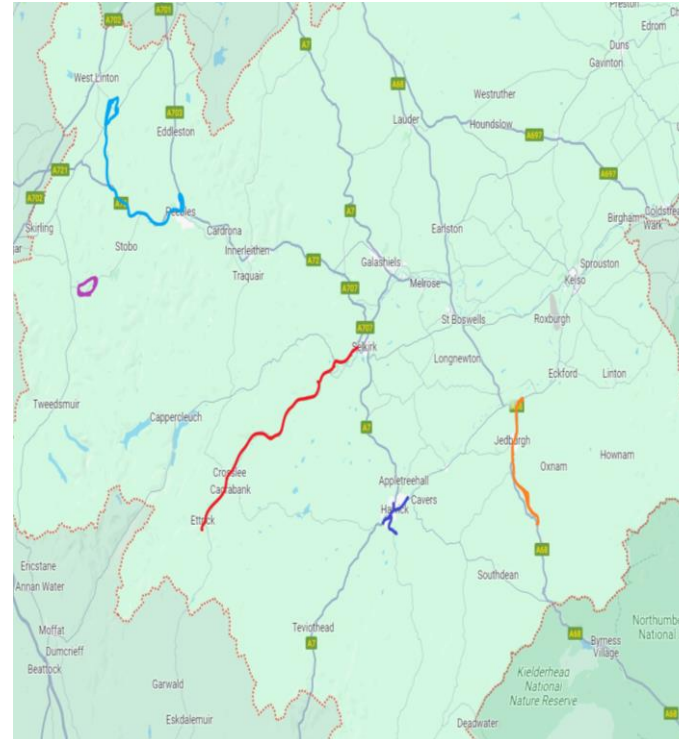 A702
A701
A7
Preston
Edrom
Duns
Gavinton
West Linton
A68
Westruther
A703
Lauder
Houndslow
A697
Eddleston
A721
A697
A702
Peebles
A7
Birgham
Coldstream
Wark
Skirling
Cardrona
Earlston
Stobo
Innerleithen
Galashiels
Sprouston
Traquair
A72
Melrose
Kelso
A707
St Boswells
Roxburgh
A707
Selkirk
Longnewton
Eckford
Linton
Tweedsmuir
Cappercleuch
A7
Jedburgh
Hownam
Crosslee
Oxnam
Cacrabank
Appletreehall
Cavers
Hawick
Ettrick
A68
Ericstane
Southdean
Annan Water
Teviothead
Moffat
A68
Byrness
Village
Northumb
National
Dumcrieff
A7
Beattock
Kielderhead
National
Nature Reserve
Garwald
Eskdalemuir
Deadwater
A68